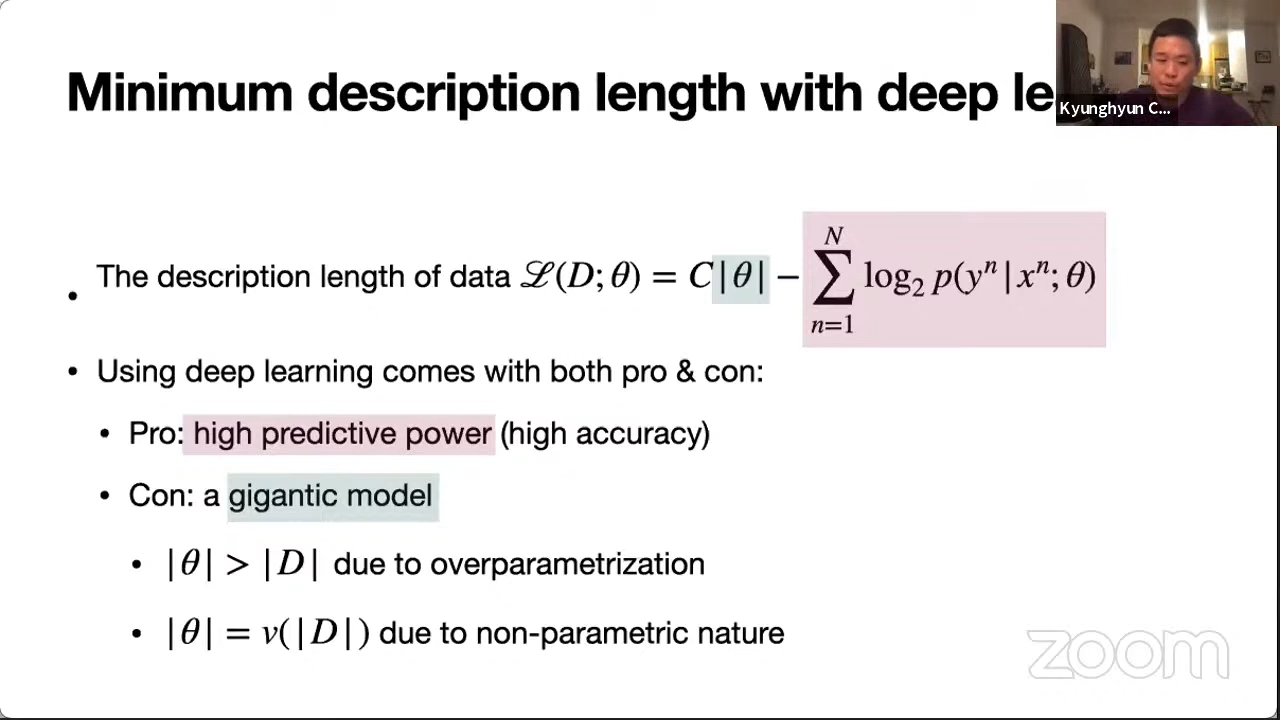 Minimum description length with deep le
Kyunghyun C...
• The description length of data ℒ(D; θ) = C|θ| − ∑_{n=1}^{N} log₂ p(yⁿ | xⁿ; θ)
• Using deep learning comes with both pro & con:
• Pro: high predictive power (high accuracy)
• Con: a gigantic model
• |θ| > |D| due to overparametrization
• |θ| = v(|D|) due to non-parametric nature
zoom